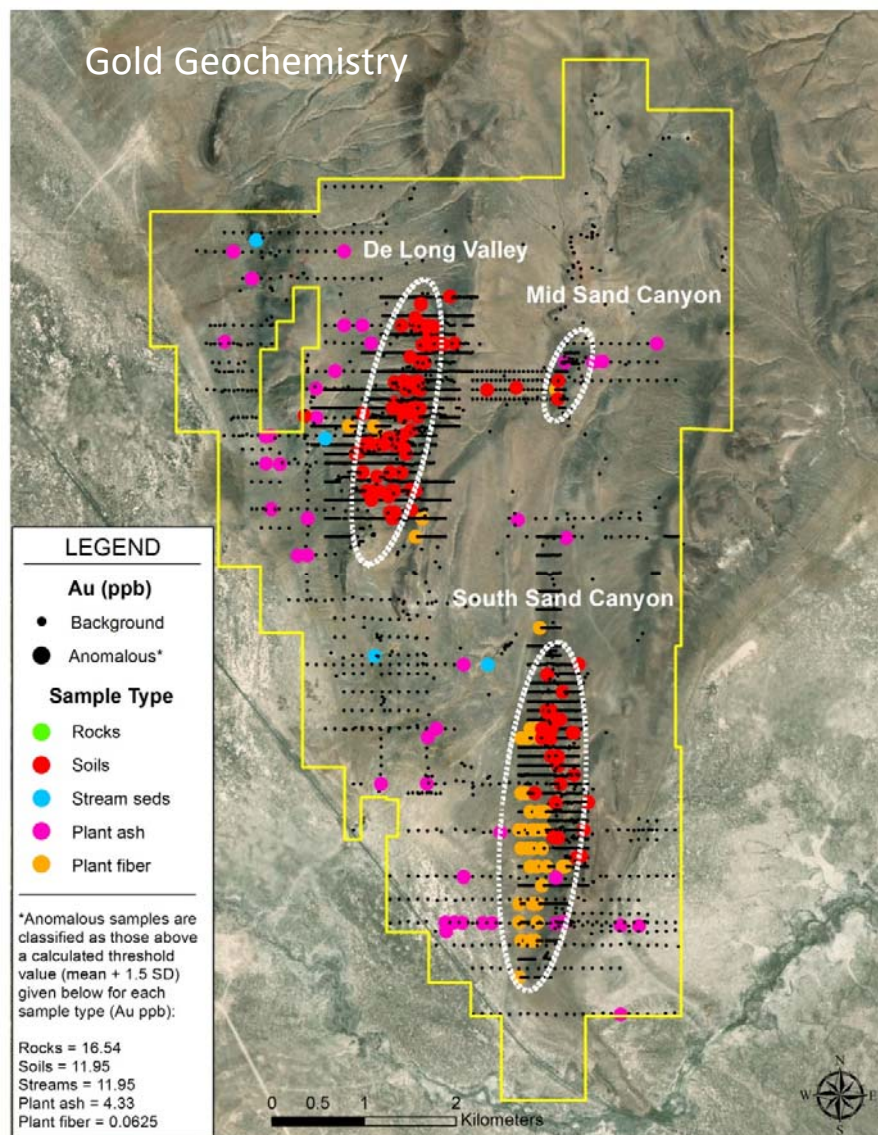 Gold Geochemistry
De Long Valley
Mid Sand Canyon
South Sand Canyon
LEGEND
Au (ppb)
Background
Anomalous*
Sample Type
Rocks
Soils
Stream seds
Plant ash
Plant fiber
*Anomalous samples are
classified as those above
a calculated threshold
value (mean + 1.5 SD)
given below for each
sample type (Au ppb):
Rocks = 16.54
Soils = 11.95
Streams = 11.95
Plant ash = 4.33
Plant fiber = 0.0625
0 0.5 1 2
Kilometers
N
W E
S